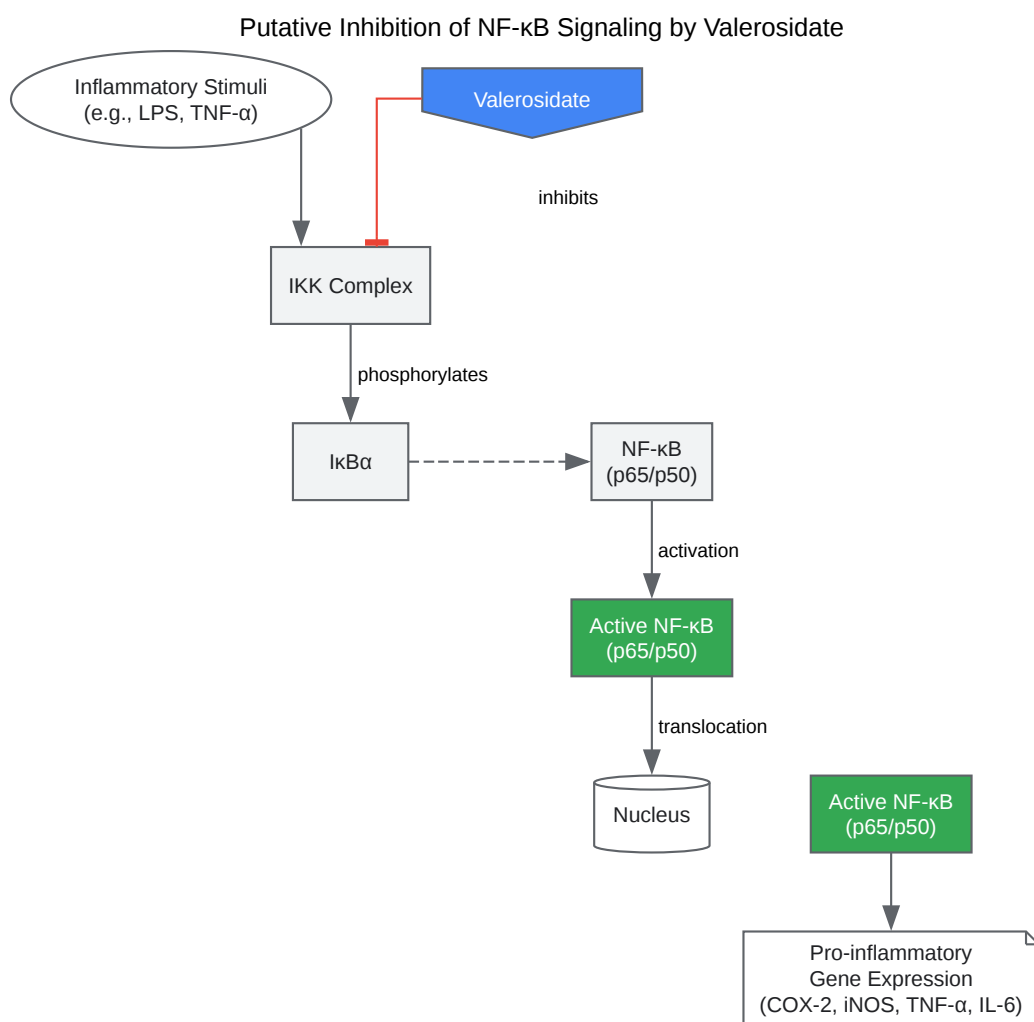 Putative Inhibition of NF-κB Signaling by Valerosidate
Inflammatory Stimuli
(e.g., LPS, TNF-α)
Valerosidate
inhibits
IKK Complex
phosphorylates
IκBα
NF-κB
(p65/p50)
activation
Active NF-κB
(p65/p50)
translocation
Nucleus
Active NF-κB
(p65/p50)
Pro-inflammatory
Gene Expression
(COX-2, iNOS, TNF-α, IL-6)